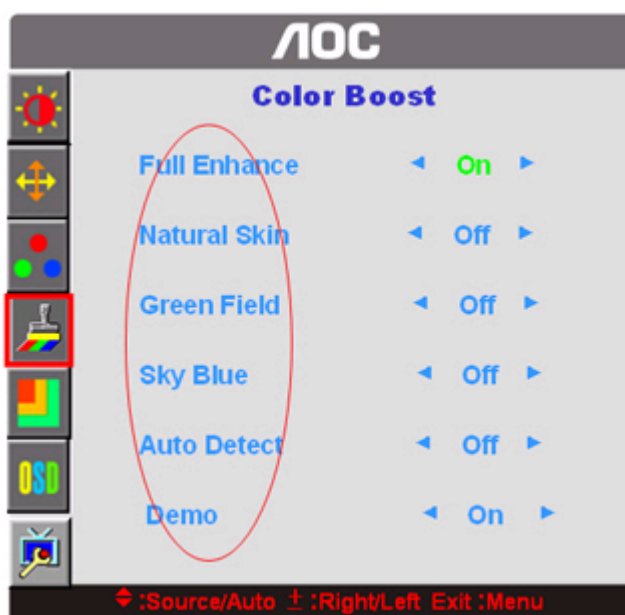 AOC
Color Boost
Full Enhance On
Natural Skin Off
Green Field Off
Sky Blue Off
Auto Detect Off
Demo On
OSD
:Source/Auto ± :Right/Left Exit :Menu